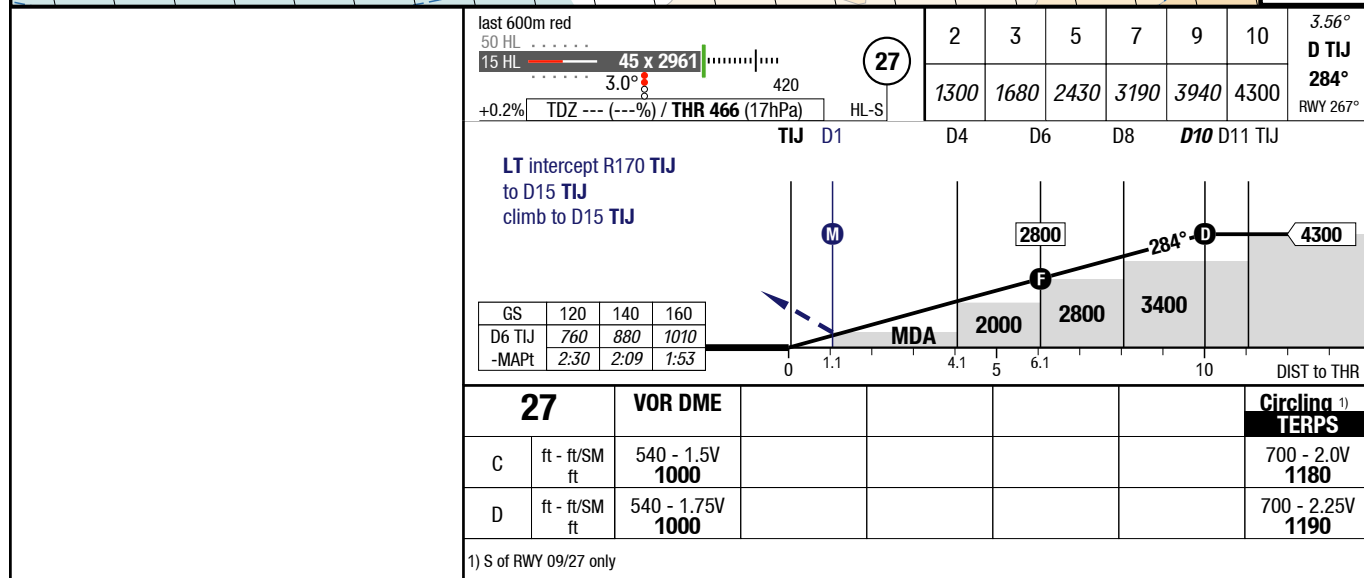 last 600m red
50 HL
15 HL 45 x 2961
3.0° 420
+0.2% TDZ --- (---%) / THR 466 (17hPa) HL-S
27
2 3 5 7 9 10 3.56° D TIJ 284° RWY 267°
1300 1680 2430 3190 3940 4300
TIJ D1 D4 D6 D8 D10 D11 TIJ
LT intercept R170 TIJ
to D15 TIJ
climb to D15 TIJ
M 2800 284° D 4300
F
MDA 2000 2800 3400
GS 120 140 160
D6 TIJ 760 880 1010
-MAPt 2:30 2:09 1:53
0 1.1 4.1 5 6.1 10 DIST to THR
27 VOR DME Circling 1)
TERPS
C ft - ft/SM 540 - 1.5V 700 - 2.0V
ft 1000 1180
D ft - ft/SM 540 - 1.75V 700 - 2.25V
ft 1000 1190
1) S of RWY 09/27 only